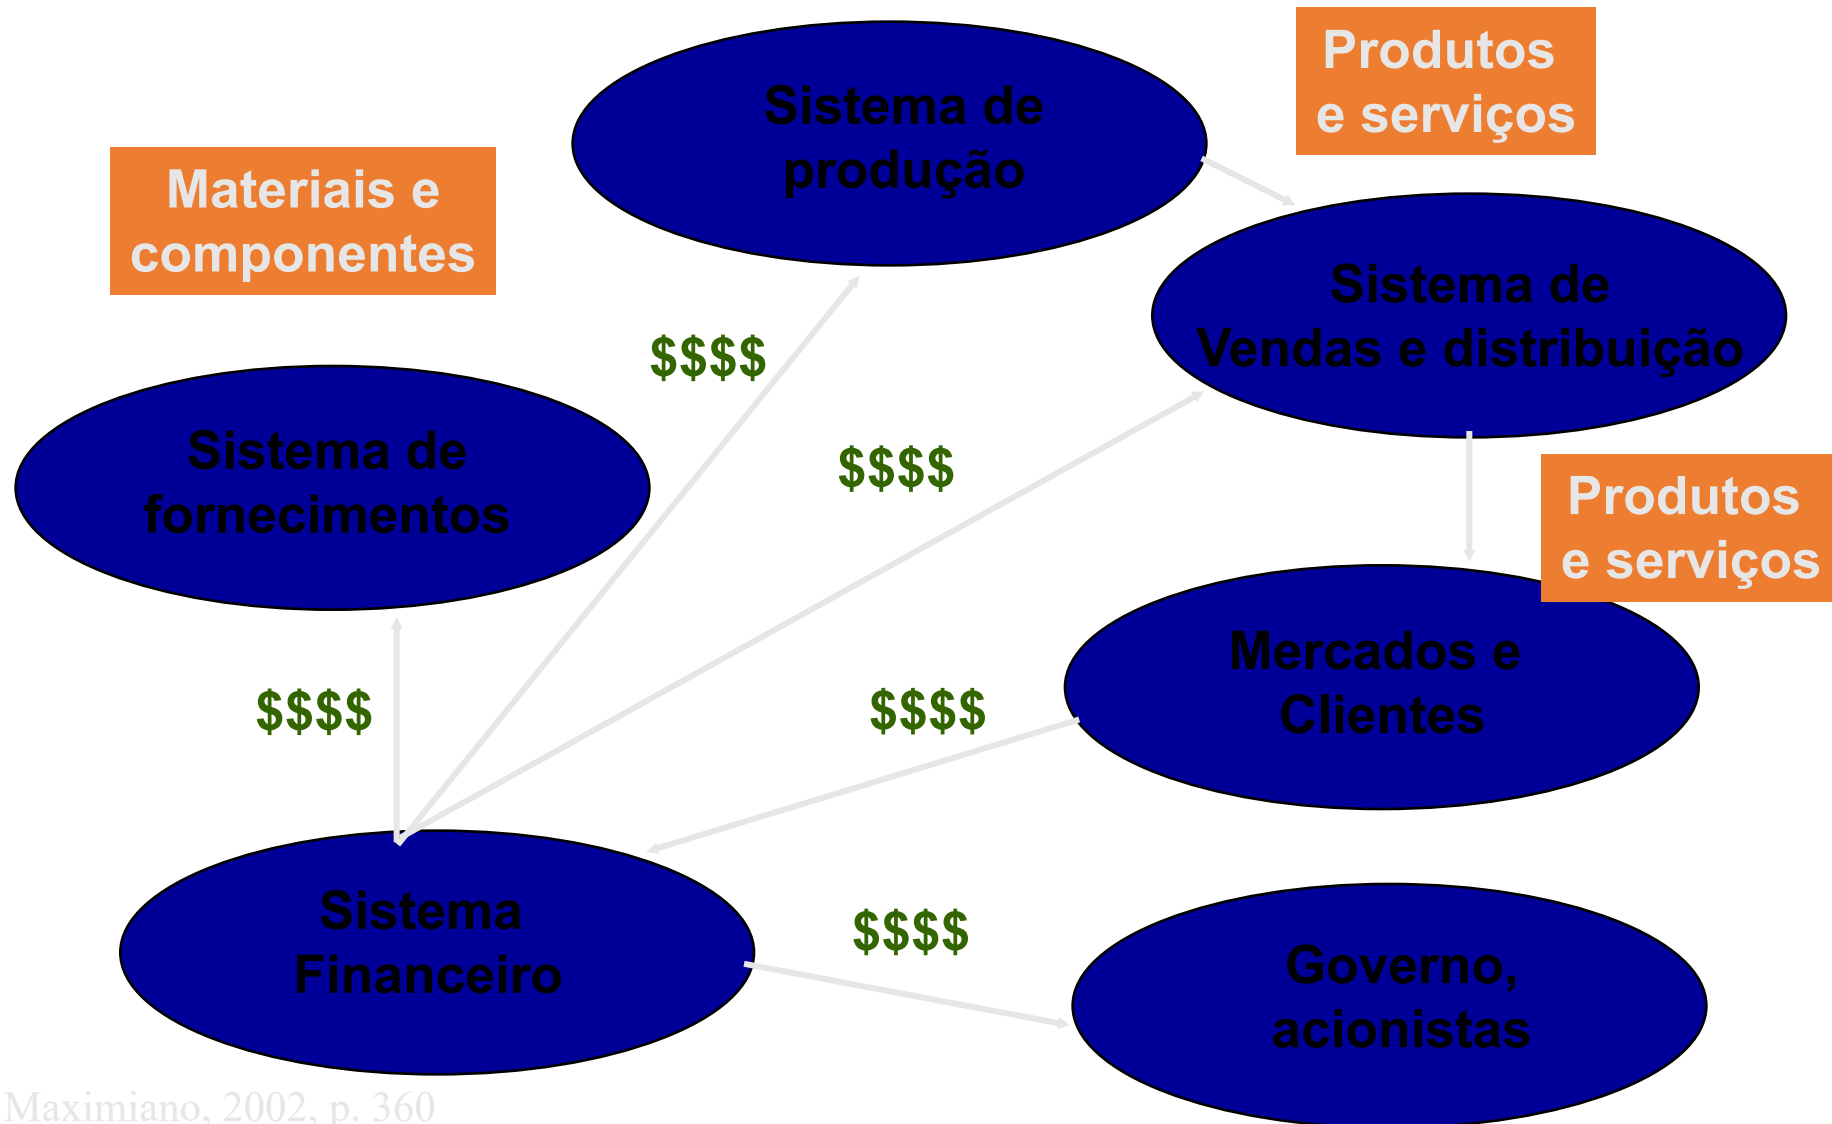 Produtos
e serviços
Sistema de
produção
Materiais e
componentes
Sistema de
Vendas e distribuição
$$$$
Sistema de
fornecimentos
$$$$
Produtos
e serviços
Mercados e
Clientes
$$$$
$$$$
Sistema
Financeiro
$$$$
Governo,
acionistas
Maximiano, 2002, p. 360